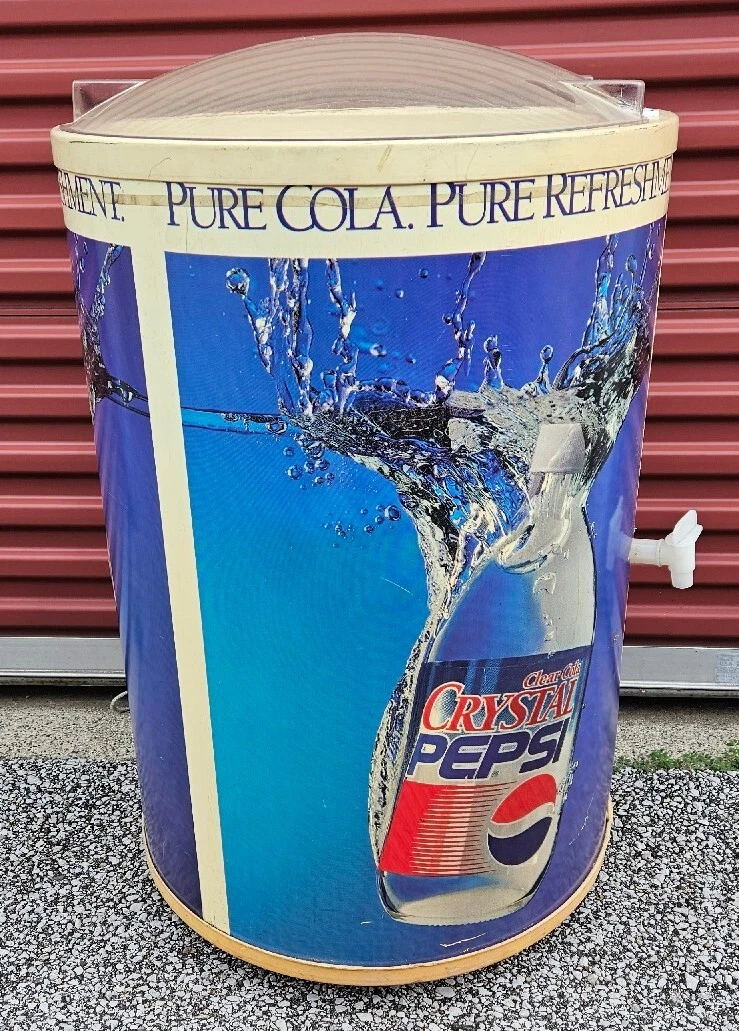 EMENT. PURE COLA. PURE REFRESHME
Clear Cola
CRYSTAL
PEPSI